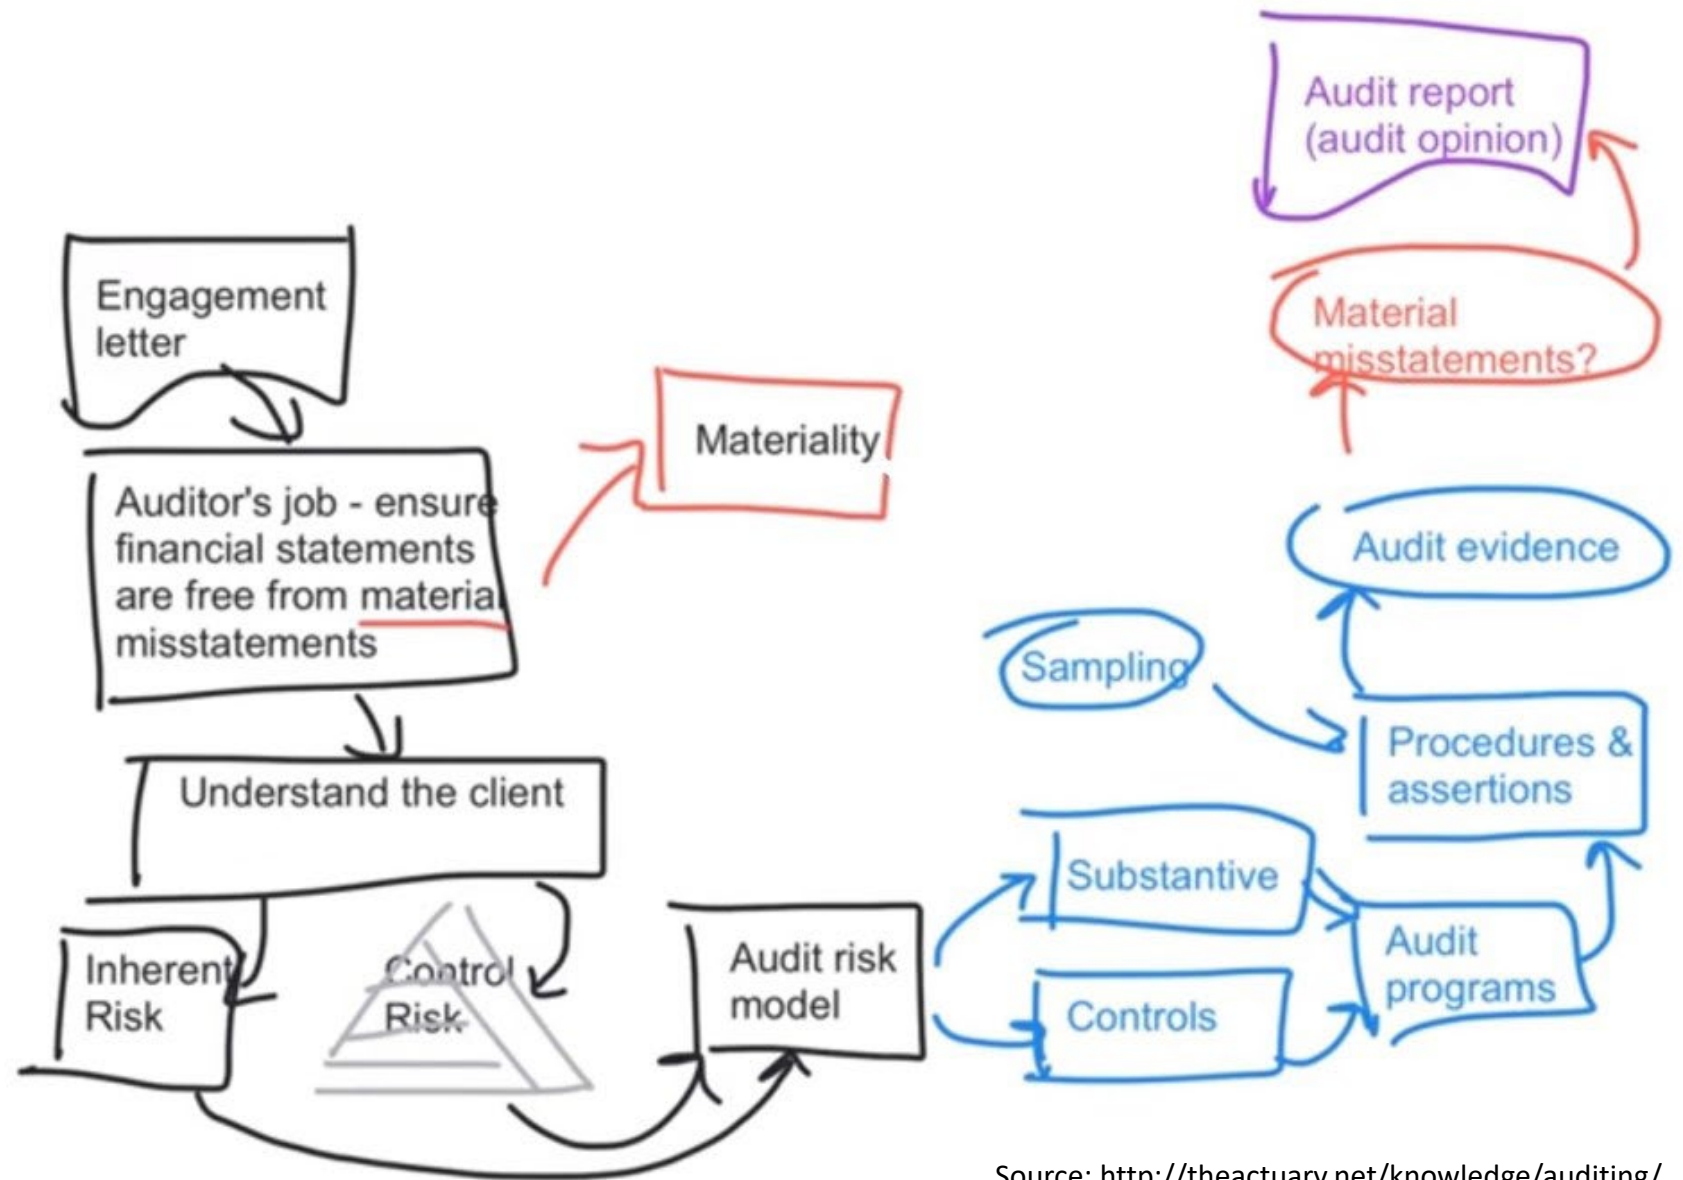 Engagement
letter
Auditor's job - ensure
financial statements
are free from material
misstatements
Materiality
Understand the client
Inherent
Risk
Control
Risk
Audit risk
model
Substantive
Controls
Audit
programs
Sampling
Procedures &
assertions
Audit evidence
Material
misstatements?
Audit report
(audit opinion)
Source: http://theactuary.net/knowledge/auditing/